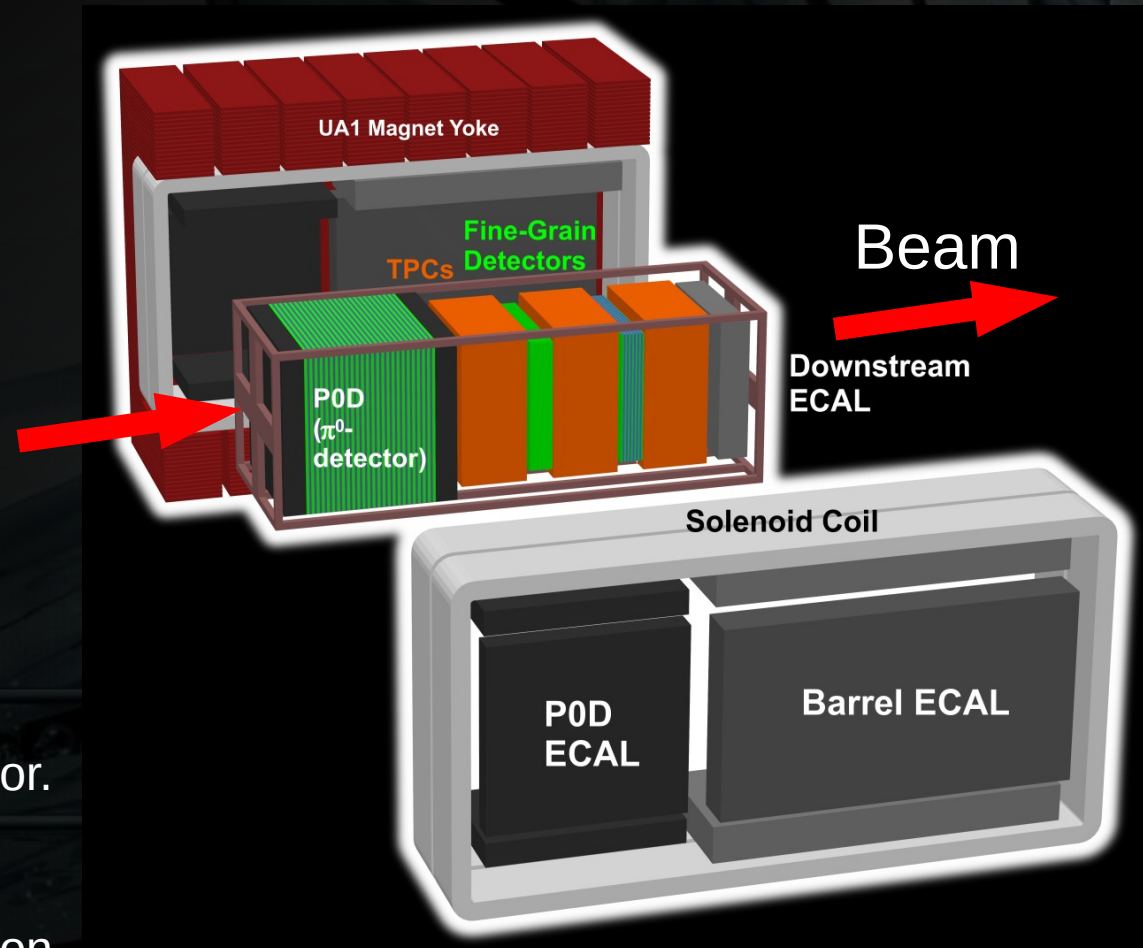 UA1 Magnet Yoke
Fine-Grain
Detectors
TPCs
Beam
Downstream
ECAL
P0D
(π⁰-
detector)
Solenoid Coil
P0D
ECAL
Barrel ECAL
or.
on